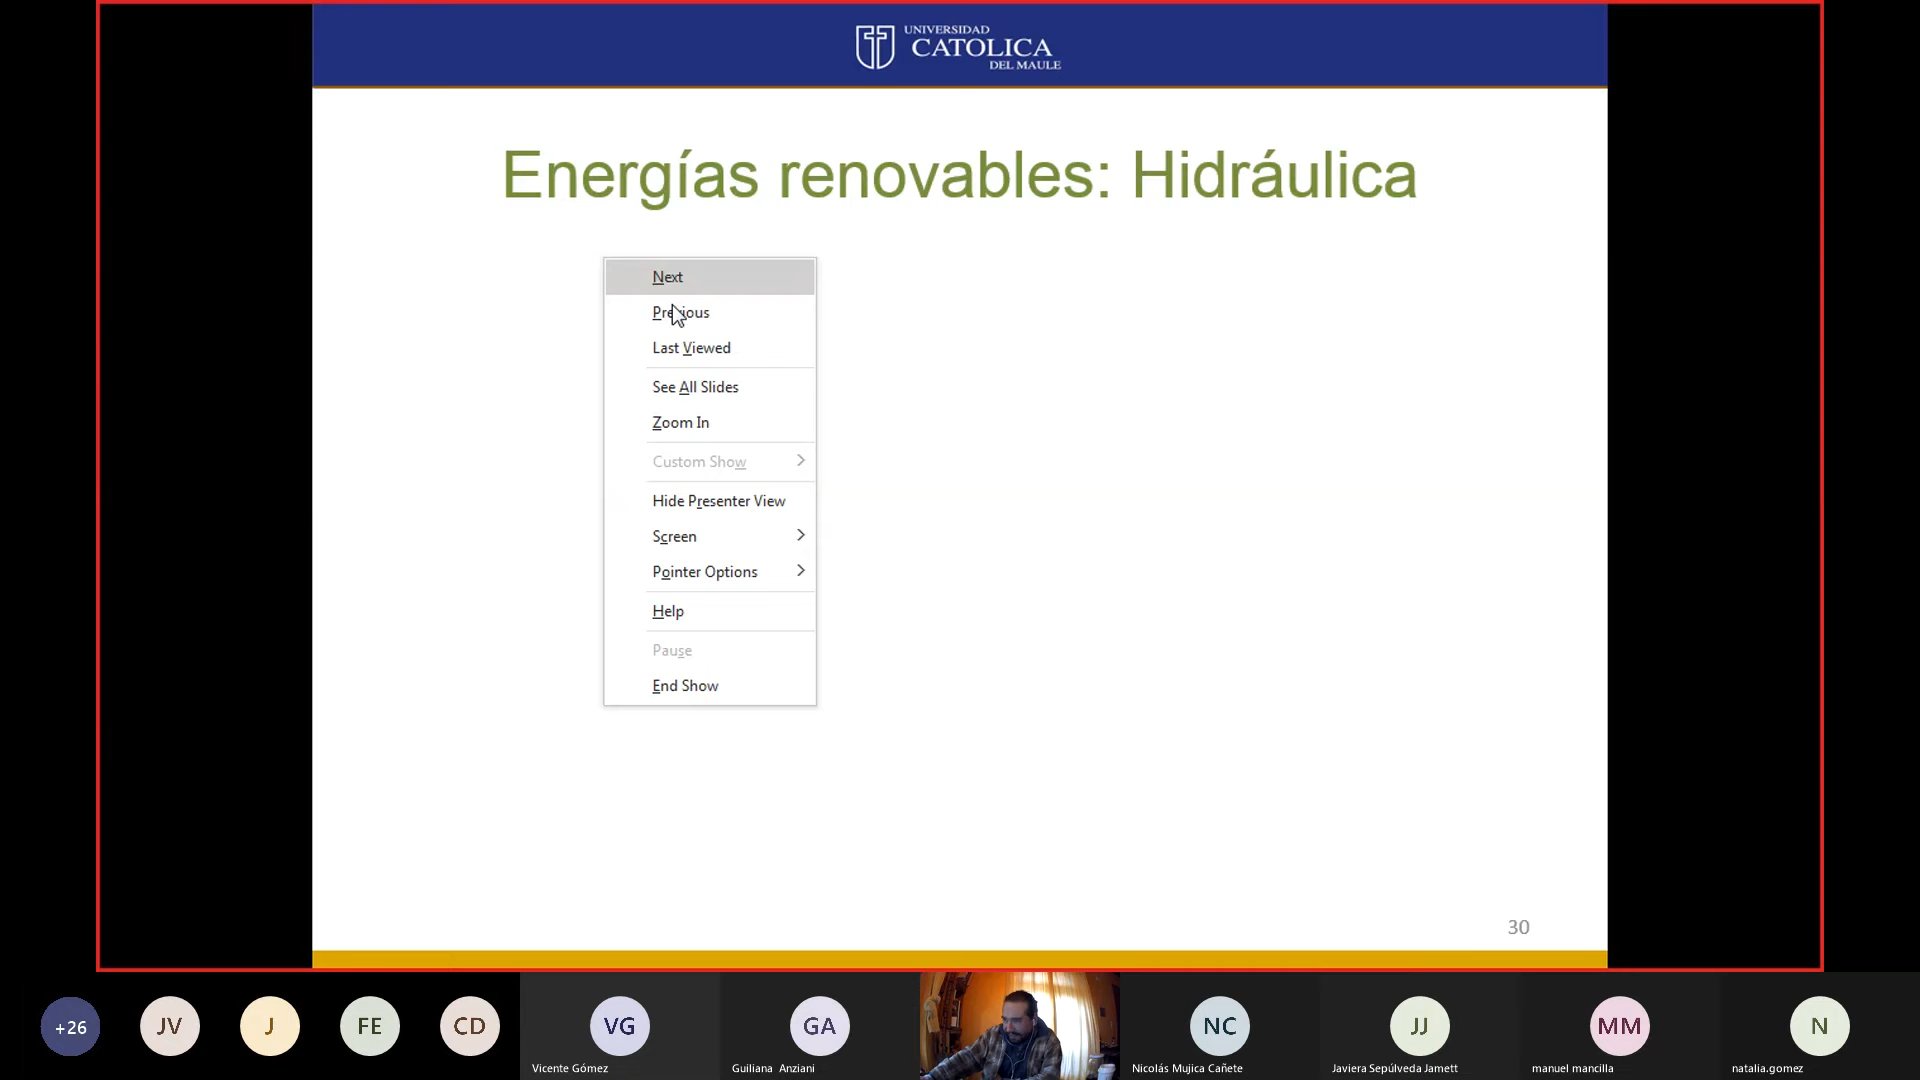 UNIVERSIDAD
CATOLICA
DEL MAULE
Energías renovables: Hidráulica
Next
Previous
Last Viewed
See All Slides
Zoom In
Custom Show
Hide Presenter View
Screen
Pointer Options
Help
Pause
End Show
30
+26
JV
J
FE
CD
VG
GA
NC
JJ
MM
N
Vicente Gómez
Guiliana Anziani
Nicolás Mujica Cañete
Javiera Sepúlveda Jamett
manuel mancilla
natalia.gomez